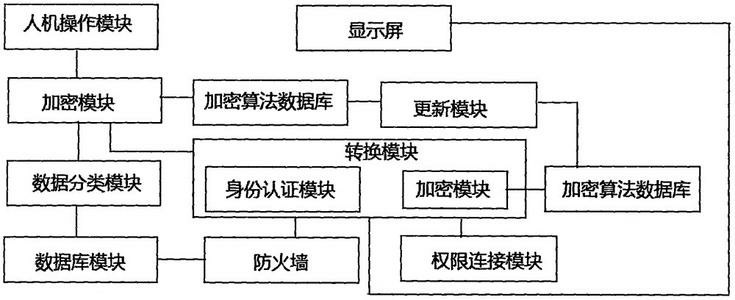 人机操作模块
显示屏
加密模块
加密算法数据库
更新模块
转换模块
数据分类模块
身份认证模块
加密模块
加密算法数据库
数据库模块
防火墙
权限连接模块